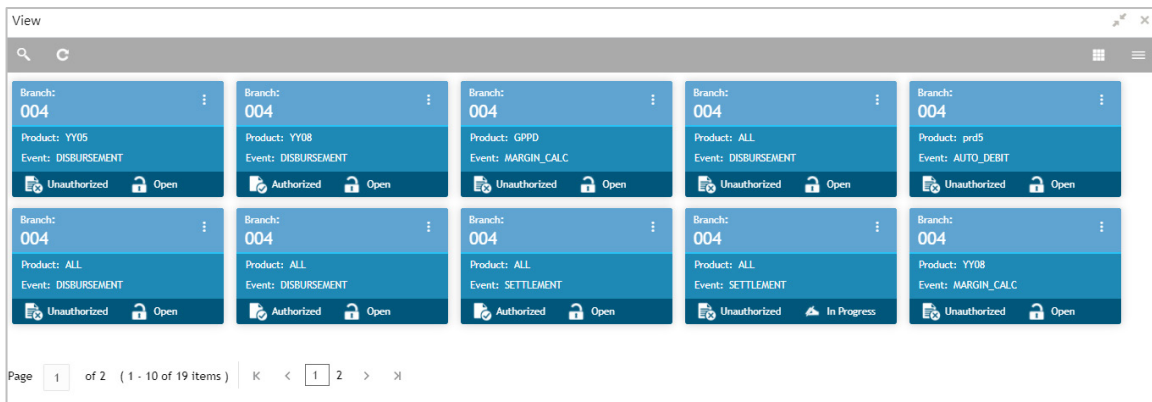 View
Branch:
004
Product: YY05
Event: DISBURSEMENT
Unauthorized Open
Branch:
004
Product: YY08
Event: DISBURSEMENT
Authorized Open
Branch:
004
Product: GPPD
Event: MARGIN_CALC
Unauthorized Open
Branch:
004
Product: ALL
Event: DISBURSEMENT
Unauthorized Open
Branch:
004
Product: prd5
Event: AUTO_DEBIT
Unauthorized Open
Branch:
004
Product: ALL
Event: DISBURSEMENT
Unauthorized Open
Branch:
004
Product: ALL
Event: DISBURSEMENT
Authorized Open
Branch:
004
Product: ALL
Event: SETTLEMENT
Authorized Open
Branch:
004
Product: ALL
Event: SETTLEMENT
Unauthorized In Progress
Branch:
004
Product: YY08
Event: MARGIN_CALC
Unauthorized Open
Page 1 of 2 ( 1 - 10 of 19 items ) 1 2